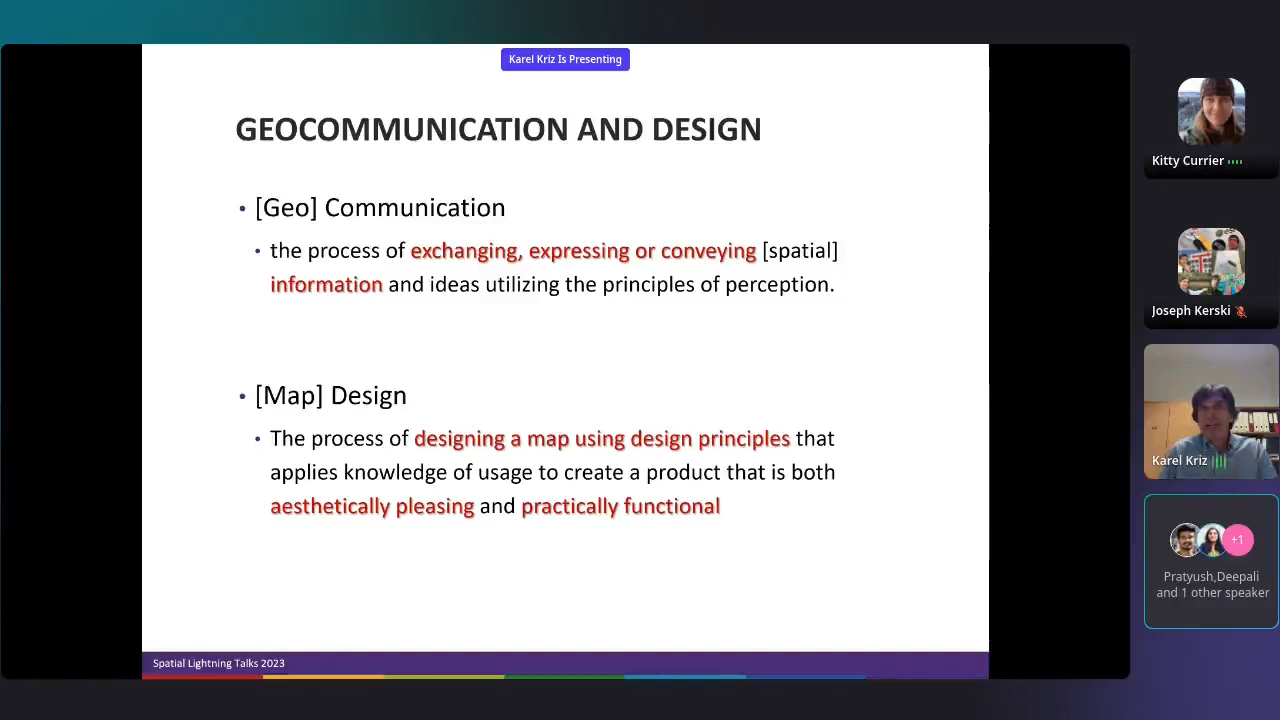 Karel Kriz Is Presenting
GEOCOMMUNICATION AND DESIGN
• [Geo] Communication
• the process of exchanging, expressing or conveying [spatial]
information and ideas utilizing the principles of perception.
• [Map] Design
• The process of designing a map using design principles that
applies knowledge of usage to create a product that is both
aesthetically pleasing and practically functional
Spatial Lightning Talks 2023
Kitty Currier
Joseph Kerski
Karel Kriz
+1
Pratyush,Deepali
and 1 other speaker